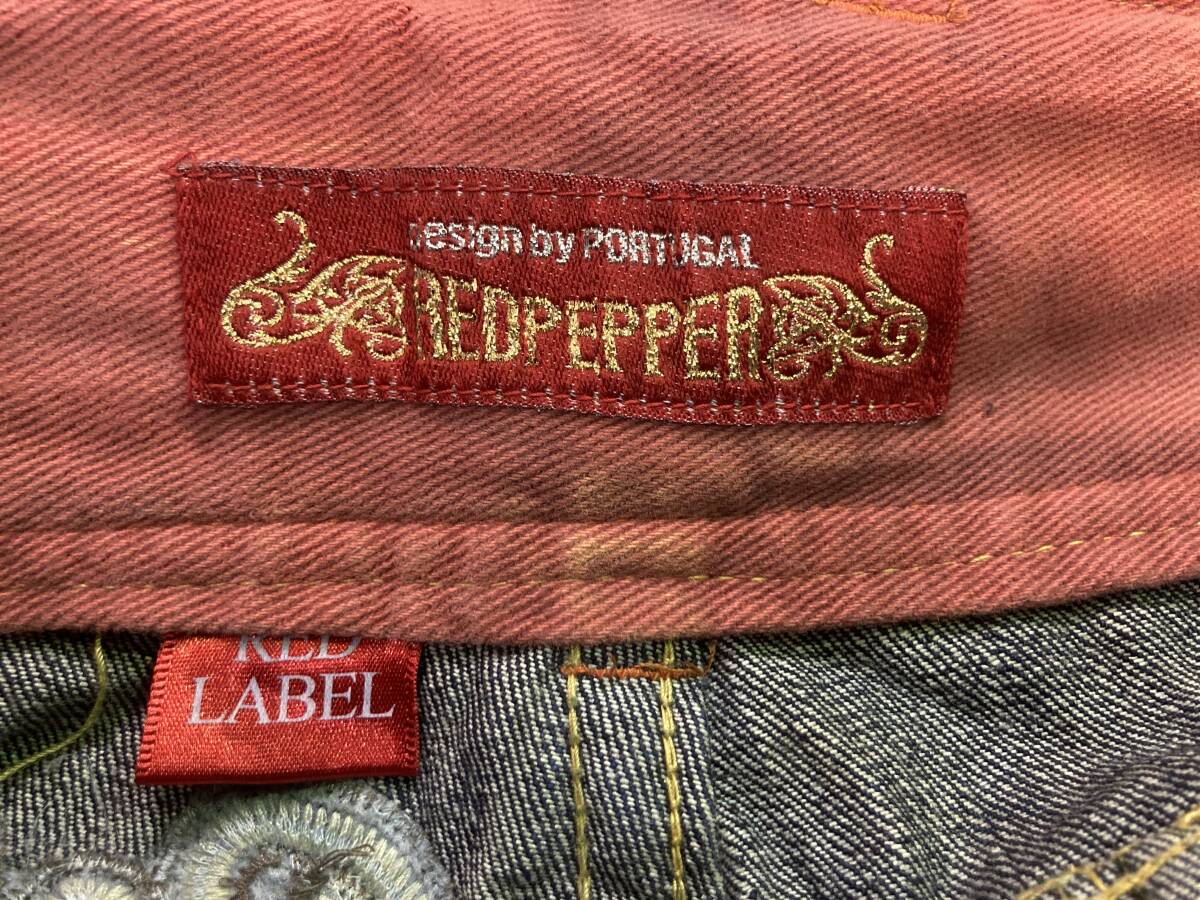 design by PORTUGAL
REDPEPPER
RED
LABEL